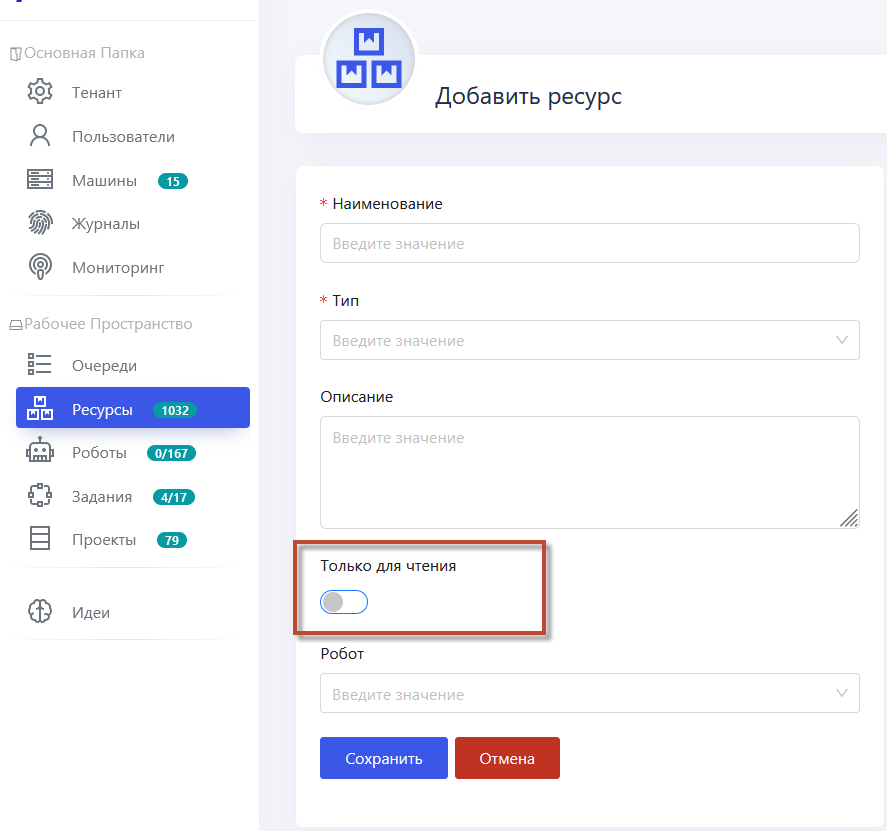 Основная Папка
Тенант
Пользователи
Машины 15
Журналы
Мониторинг
Рабочее Пространство
Очереди
Ресурсы 1032
Роботы 0/167
Задания 4/17
Проекты 79
Идеи
Добавить ресурс
* Наименование
Введите значение
* Тип
Введите значение
Описание
Введите значение
Только для чтения
Робот
Введите значение
Сохранить Отмена